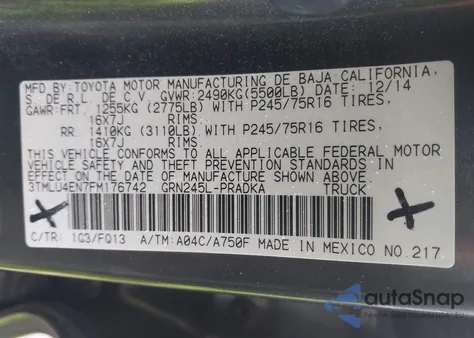 MFD. BY: TOYOTA MOTOR MANUFACTURING DE BAJA CALIFORNIA,
S. DE R.L. DE C.V. GVWR: 2490KG(5500LB) DATE: 12/14
GAWR: FRT. 1255KG (2775LB) WITH P245/75R16 TIRES,
16X7J RIMS.
RR. 1410KG (3110LB) WITH P245/75R16 TIRES,
16X7J RIMS.
THIS VEHICLE CONFORMS TO ALL APPLICABLE FEDERAL MOTOR
VEHICLE SAFETY AND THEFT PREVENTION STANDARDS IN
EFFECT ON THE DATE OF MANUFACTURE SHOWN ABOVE.
3TMLU4EN7FM176742 GRN245L-PRADKA TRUCK
C/TR: 1G3/FQ13 A/TM: A04C/A750F MADE IN MEXICO NO.217
autoSnap